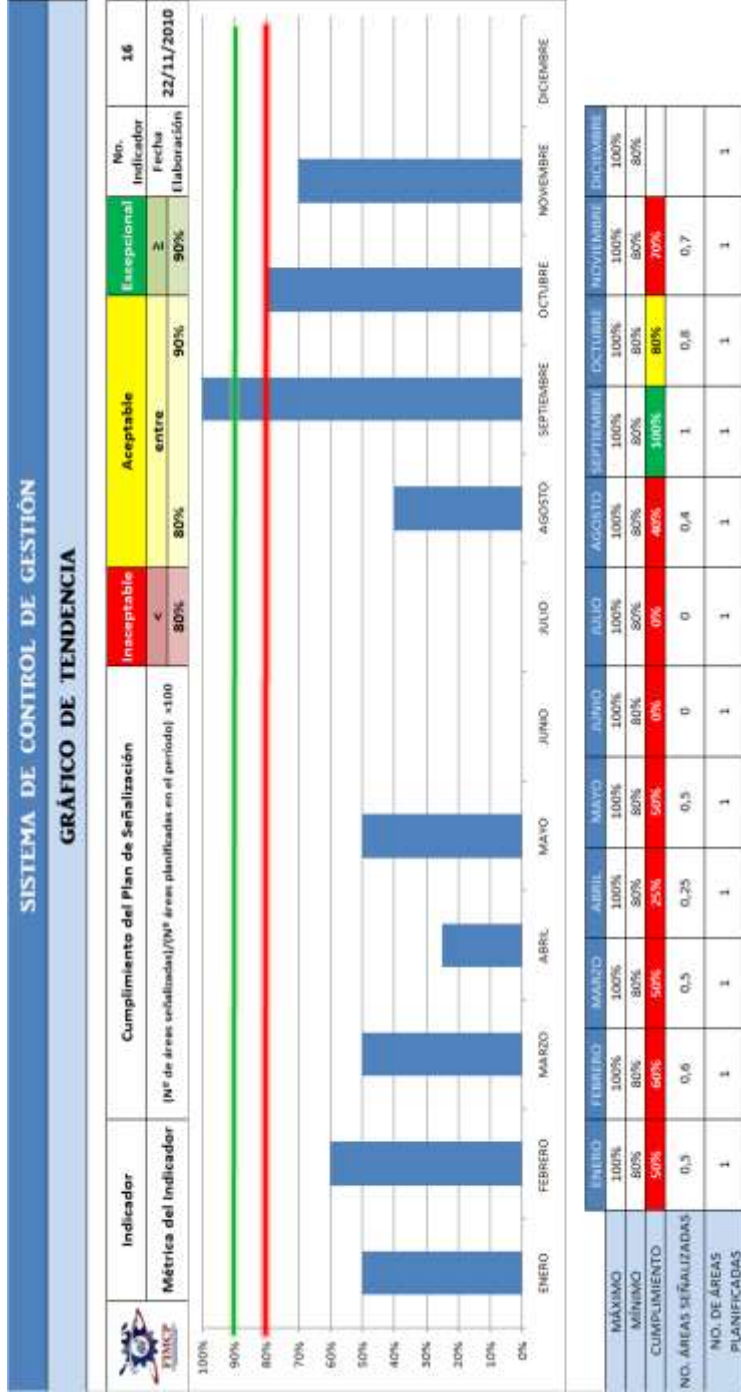 SISTEMA DE CONTROL DE GESTIÓN
GRÁFICO DE TENDENCIA
FIMCP
Indicador
Cumplimiento del Plan de Señalización
Inaceptable
Aceptable
Excepcional
No. Indicador
16
Métrica del Indicador
(Nº de áreas señalizadas)/(Nº áreas planificadas en el período) ×100
<
80%
entre
80% 90%
≥
90%
Fecha Elaboración
22/11/2010
100%
90%
80%
70%
60%
50%
40%
30%
20%
10%
0%
ENERO FEBRERO MARZO ABRIL MAYO JUNIO JULIO AGOSTO SEPTIEMBRE OCTUBRE NOVIEMBRE DICIEMBRE
ENERO FEBRERO MARZO ABRIL MAYO JUNIO JULIO AGOSTO SEPTIEMBRE OCTUBRE NOVIEMBRE DICIEMBRE
MÁXIMO 100% 100% 100% 100% 100% 100% 100% 100% 100% 100% 100% 100%
MÍNIMO 80% 80% 80% 80% 80% 80% 80% 80% 80% 80% 80% 80%
CUMPLIMIENTO 50% 60% 50% 25% 50% 0% 0% 40% 100% 80% 70%
NO. ÁREAS SEÑALIZADAS 0,5 0,6 0,5 0,25 0,5 0 0 0,4 1 0,8 0,7
NO. DE ÁREAS PLANIFICADAS 1 1 1 1 1 1 1 1 1 1 1 1